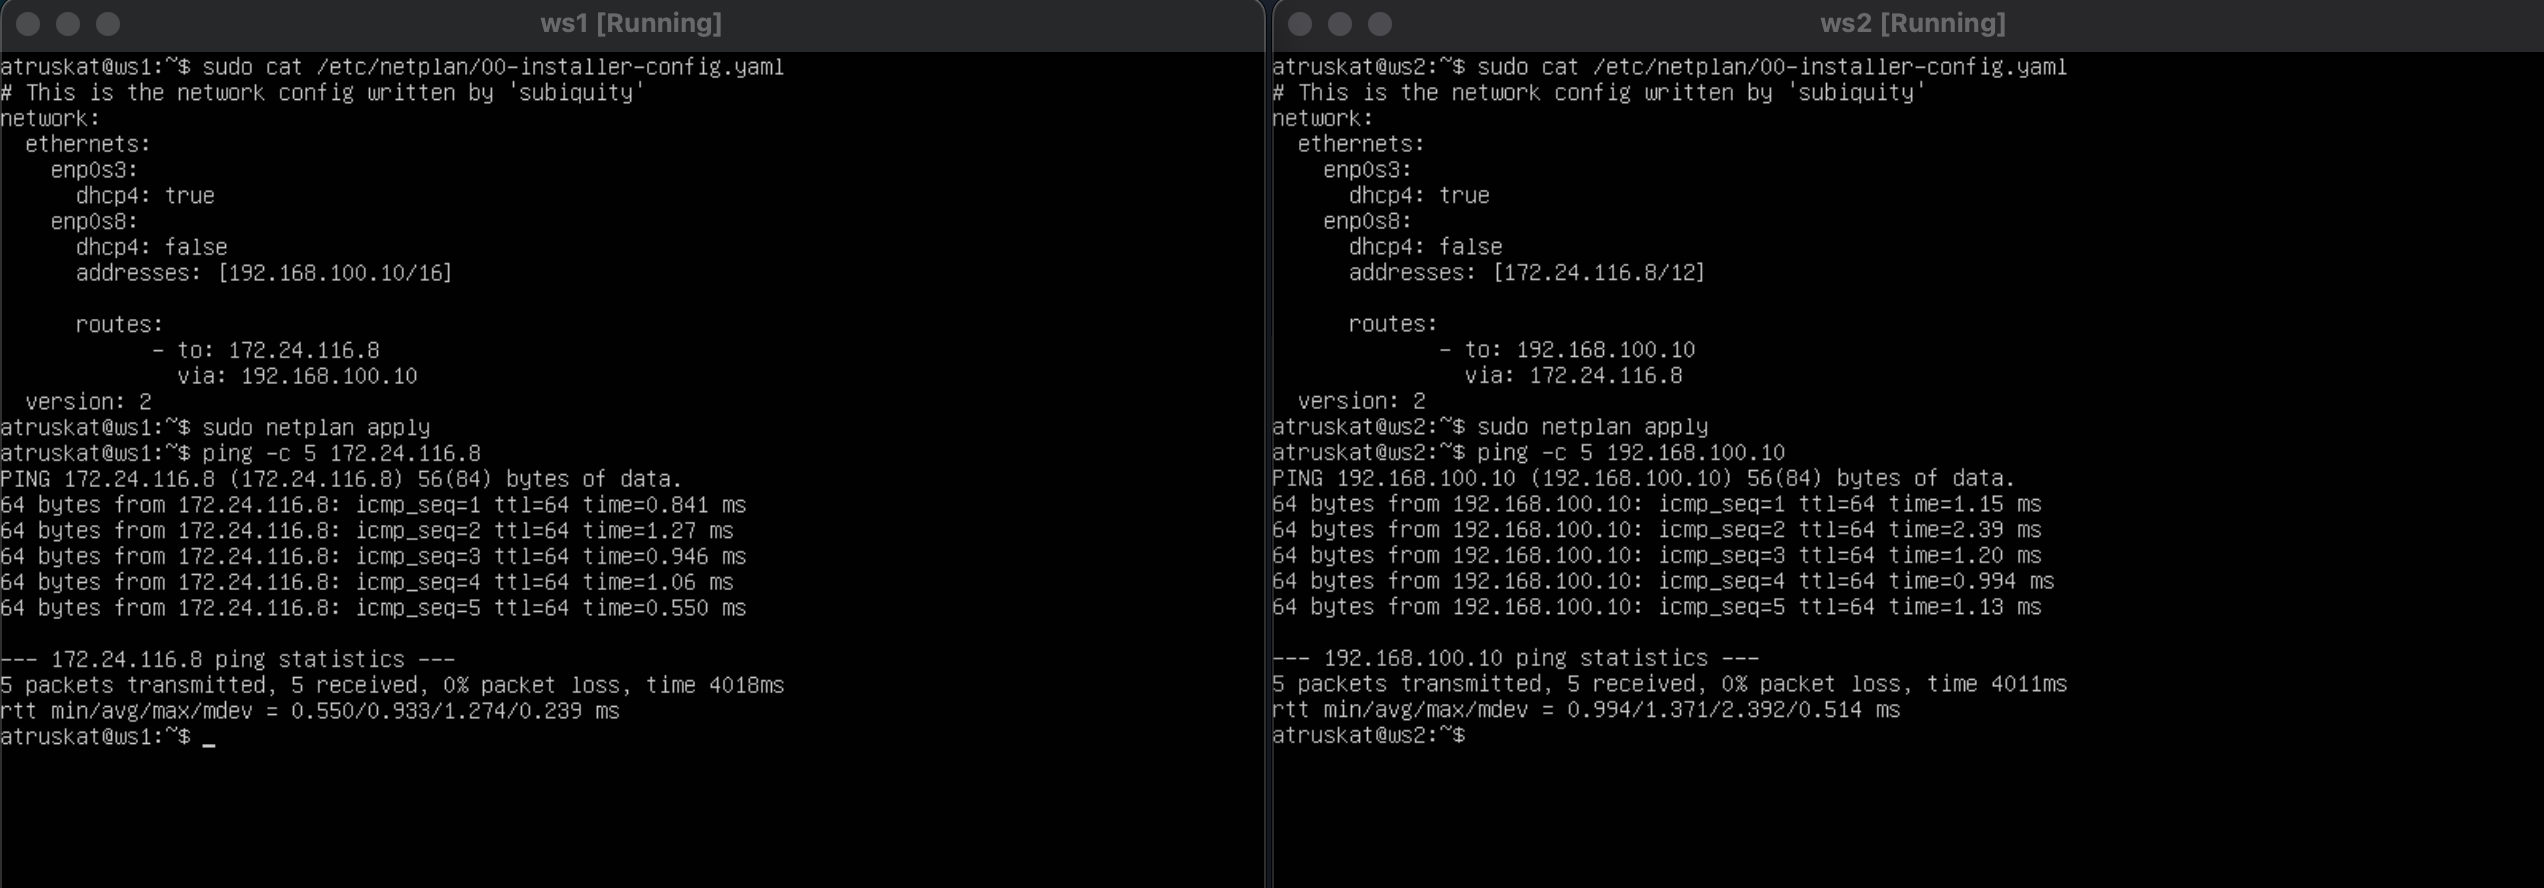 ws1 [Running]
atruskat@ws1:~$ sudo cat /etc/netplan/00-installer-config.yaml
# This is the network config written by 'subiquity'
network:
  ethernets:
    enp0s3:
      dhcp4: true
    enp0s8:
      dhcp4: false
      addresses: [192.168.100.10/16]

      routes:
            - to: 172.24.116.8
              via: 192.168.100.10
  version: 2
atruskat@ws1:~$ sudo netplan apply
atruskat@ws1:~$ ping -c 5 172.24.116.8
PING 172.24.116.8 (172.24.116.8) 56(84) bytes of data.
64 bytes from 172.24.116.8: icmp_seq=1 ttl=64 time=0.841 ms
64 bytes from 172.24.116.8: icmp_seq=2 ttl=64 time=1.27 ms
64 bytes from 172.24.116.8: icmp_seq=3 ttl=64 time=0.946 ms
64 bytes from 172.24.116.8: icmp_seq=4 ttl=64 time=1.06 ms
64 bytes from 172.24.116.8: icmp_seq=5 ttl=64 time=0.550 ms

--- 172.24.116.8 ping statistics ---
5 packets transmitted, 5 received, 0% packet loss, time 4018ms
rtt min/avg/max/mdev = 0.550/0.933/1.274/0.239 ms
atruskat@ws1:~$ _
ws2 [Running]
atruskat@ws2:~$ sudo cat /etc/netplan/00-installer-config.yaml
# This is the network config written by 'subiquity'
network:
  ethernets:
    enp0s3:
      dhcp4: true
    enp0s8:
      dhcp4: false
      addresses: [172.24.116.8/12]

      routes:
             - to: 192.168.100.10
               via: 172.24.116.8
  version: 2
atruskat@ws2:~$ sudo netplan apply
atruskat@ws2:~$ ping -c 5 192.168.100.10
PING 192.168.100.10 (192.168.100.10) 56(84) bytes of data.
64 bytes from 192.168.100.10: icmp_seq=1 ttl=64 time=1.15 ms
64 bytes from 192.168.100.10: icmp_seq=2 ttl=64 time=2.39 ms
64 bytes from 192.168.100.10: icmp_seq=3 ttl=64 time=1.20 ms
64 bytes from 192.168.100.10: icmp_seq=4 ttl=64 time=0.994 ms
64 bytes from 192.168.100.10: icmp_seq=5 ttl=64 time=1.13 ms

--- 192.168.100.10 ping statistics ---
5 packets transmitted, 5 received, 0% packet loss, time 4011ms
rtt min/avg/max/mdev = 0.994/1.371/2.392/0.514 ms
atruskat@ws2:~$